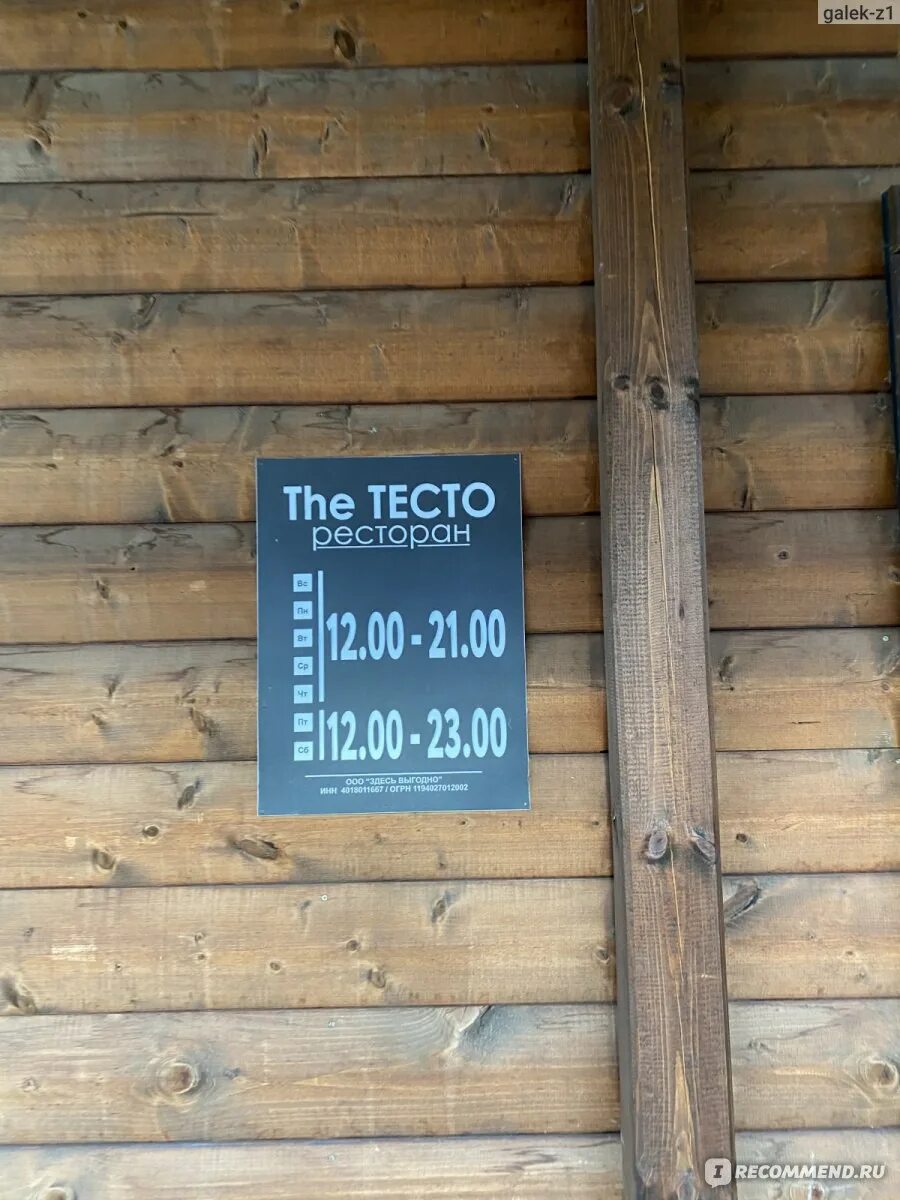 galek-z1
The ТЕСТО
ресторан
Вс
Пн
Вт
Ср
Чт
12.00 - 21.00
Пт
Сб
12.00 - 23.00
ООО "ЗДЕСЬ ВЫГОДНО"
ИНН 4018011667 / ОГРН 1194027012002
IRECOMMEND.RU